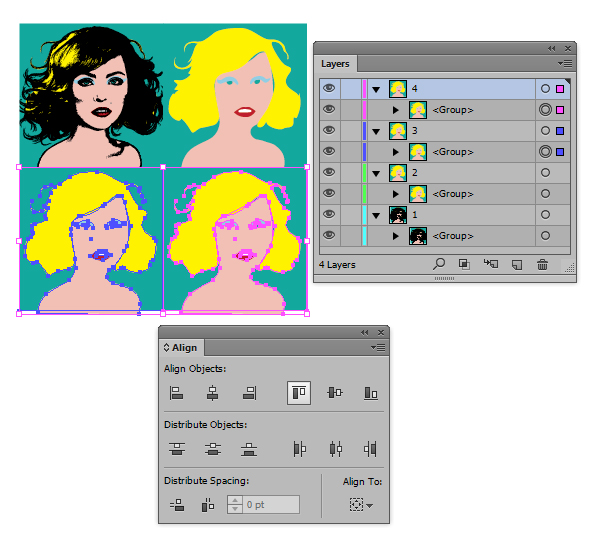 Layers
4
<Group>
3
<Group>
2
<Group>
1
<Group>
4 Layers
Align
Align Objects:
Distribute Objects:
Distribute Spacing:
Align To:
0 pt